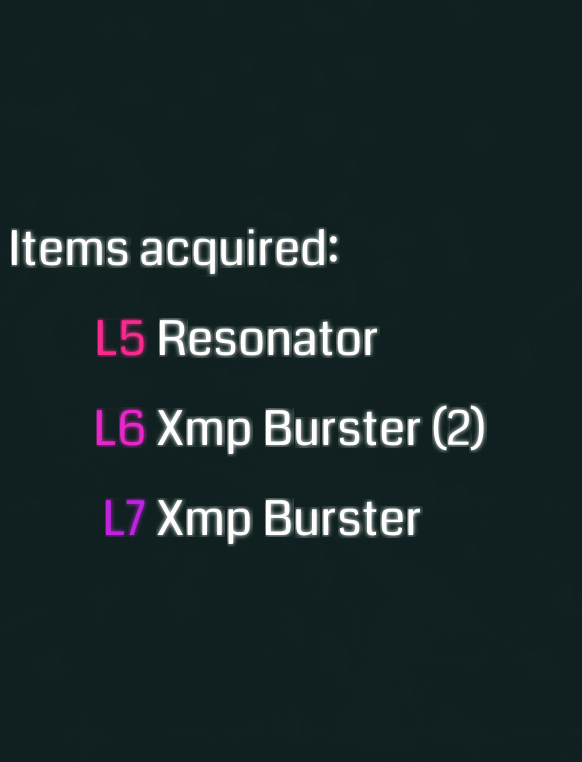 Items acquired:
L5 Resonator
L6 Xmp Burster (2)
L7 Xmp Burster